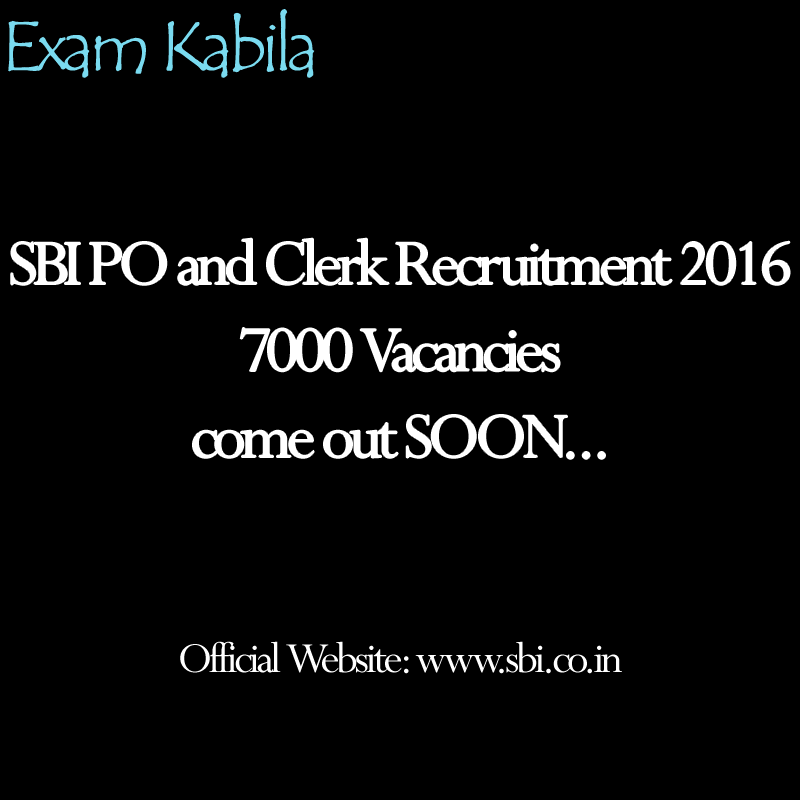 Exam Kabila
SBI PO and Clerk Recruitment 2016
7000 Vacancies
come out SOON...
Official Website: www.sbi.co.in